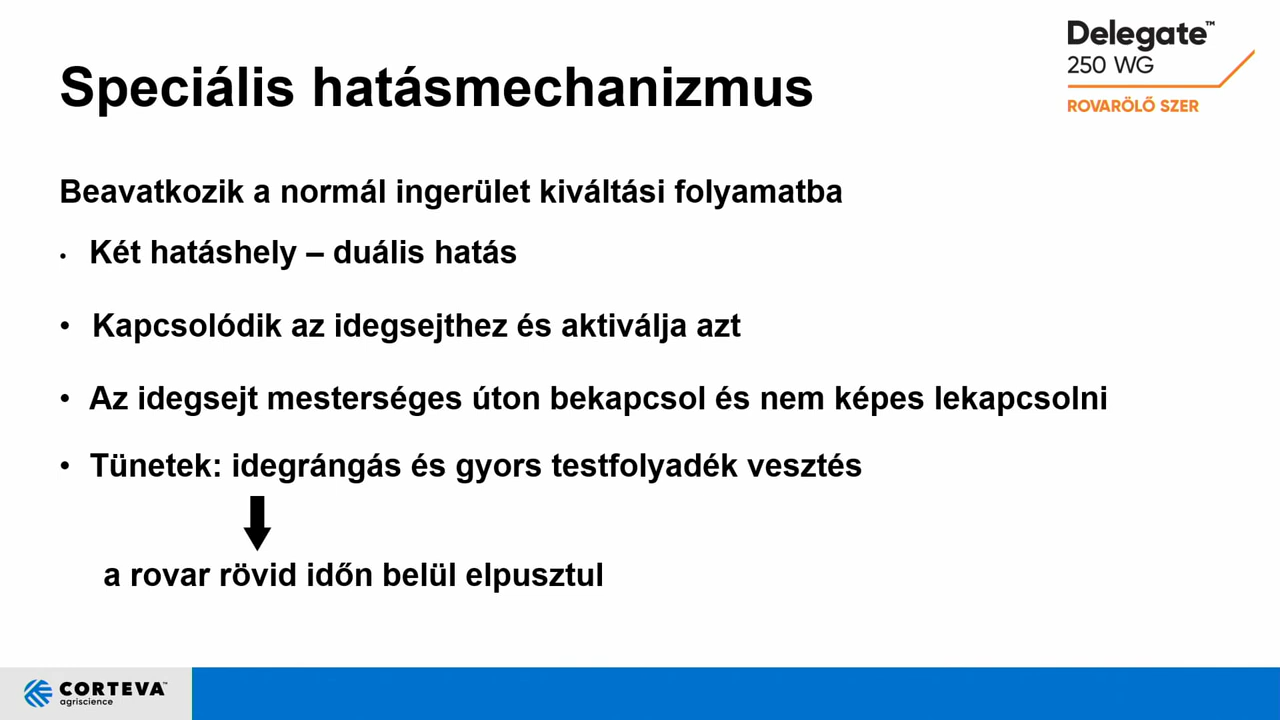 Delegate™
250 WG
ROVARÖLŐ SZER
Speciális hatásmechanizmus
Beavatkozik a normál ingerület kiváltási folyamatba
• Két hatáshely – duális hatás
• Kapcsolódik az idegsejthez és aktiválja azt
• Az idegsejt mesterséges úton bekapcsol és nem képes lekapcsolni
• Tünetek: idegrángás és gyors testfolyadék vesztés
a rovar rövid időn belül elpusztul
CORTEVA™
agriscience